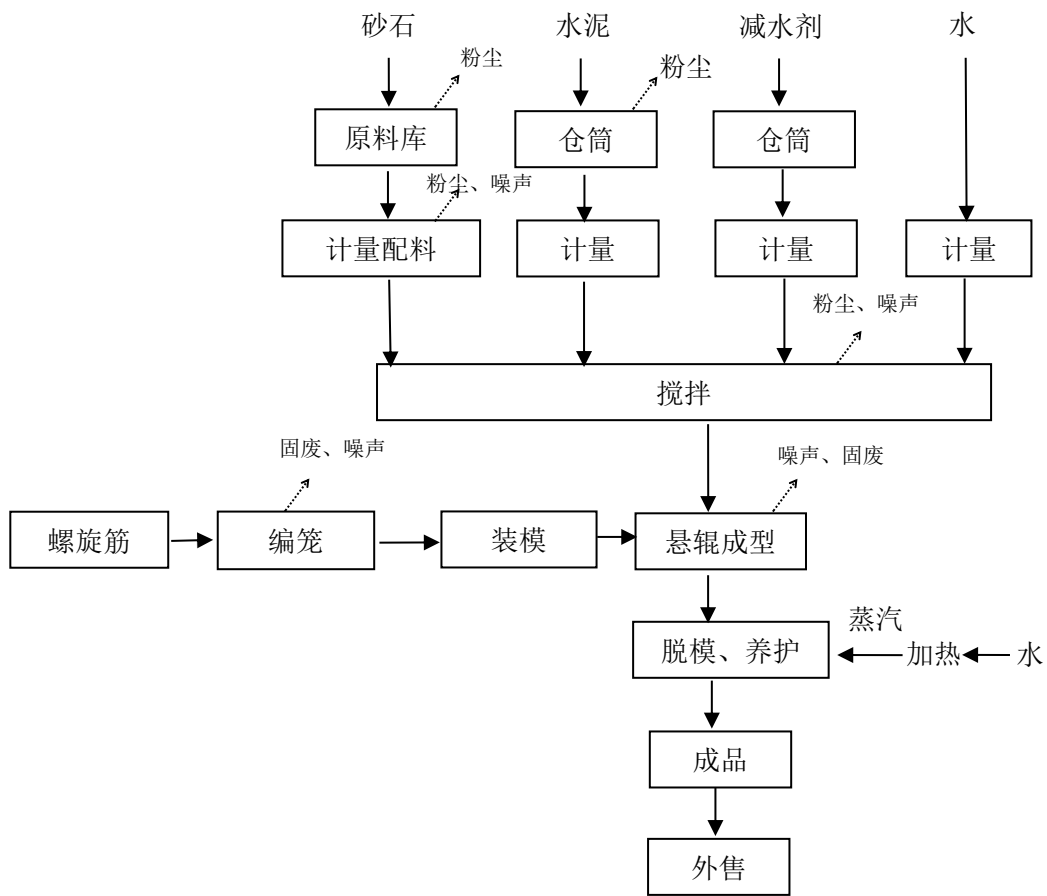 砂石 水泥 减水剂 水
粉尘 粉尘
原料库 仓筒 仓筒
粉尘、噪声
计量配料 计量 计量 计量
粉尘、噪声
搅拌
固废、噪声 噪声、固废
螺旋筋 编笼 装模 悬辊成型
蒸汽
脱模、养护 加热 水
成品
外售